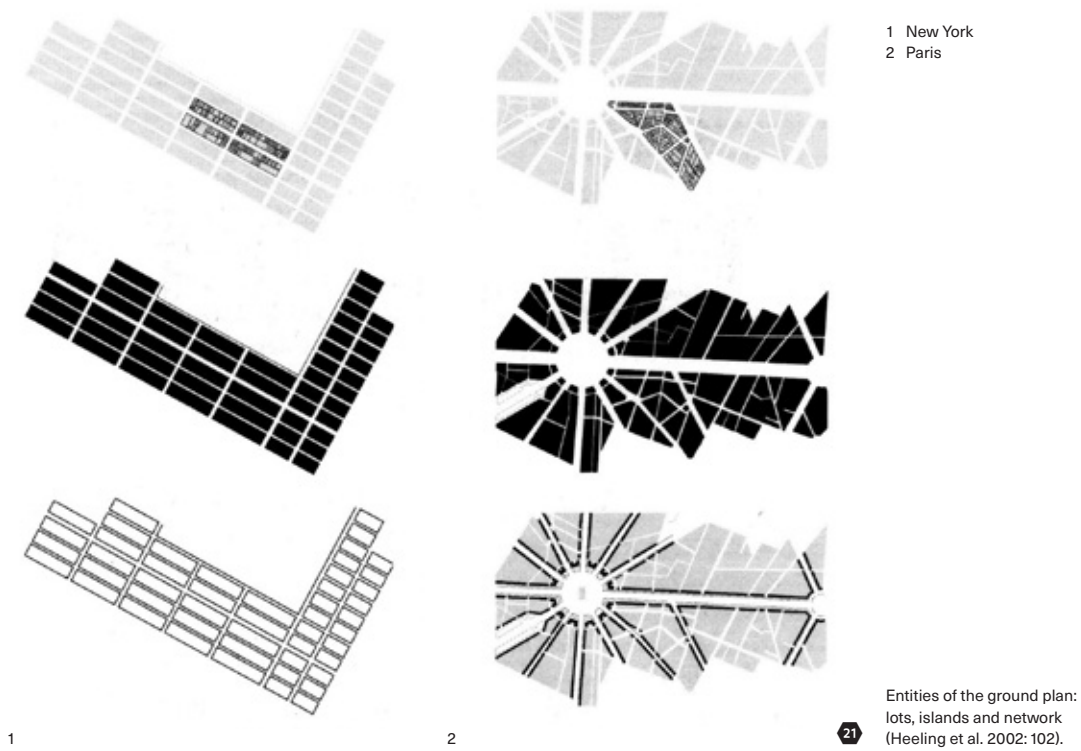 1 New York
2 Paris
1
2
21
Entities of the ground plan:
lots, islands and network
(Heeling et al. 2002: 102).